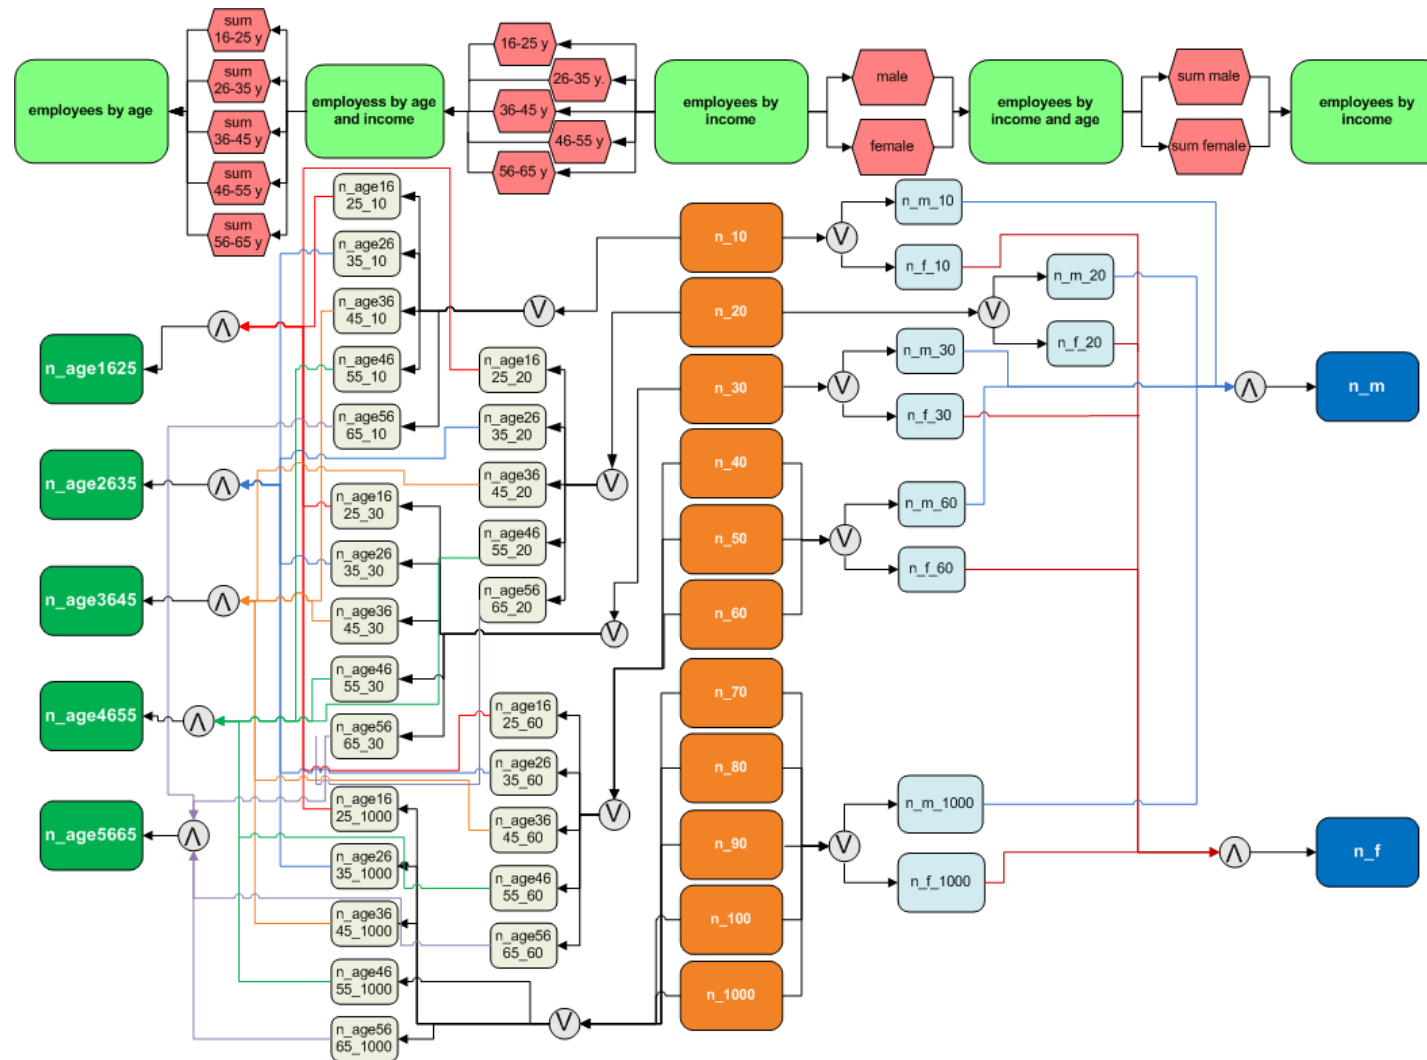 employees by age
sum
16-25 y
sum
26-35 y
sum
36-45 y
sum
46-55 y
sum
56-65 y
employess by age
and income
16-25 y
26-35 y.
36-45 y
46-55 y
56-65 y
employees by
income
male
female
employees by
income and age
sum male
sum female
employees by
income
n_age1625
n_age2635
n_age3645
n_age4655
n_age5665
Λ
Λ
Λ
Λ
Λ
n_age16
25_10
n_age26
35_10
n_age36
45_10
n_age46
55_10
n_age56
65_10
n_age16
25_30
n_age26
35_30
n_age36
45_30
n_age46
55_30
n_age56
65_30
n_age16
25_1000
n_age26
35_1000
n_age36
45_1000
n_age46
55_1000
n_age56
65_1000
n_age16
25_20
n_age26
35_20
n_age36
45_20
n_age46
55_20
n_age56
65_20
n_age16
25_60
n_age26
35_60
n_age36
45_60
n_age46
55_60
n_age56
65_60
V
V
V
V
V
n_10
n_20
n_30
n_40
n_50
n_60
n_70
n_80
n_90
n_100
n_1000
V
V
V
V
V
n_m_10
n_f_10
n_m_20
n_f_20
n_m_30
n_f_30
n_m_60
n_f_60
n_m_1000
n_f_1000
Λ
n_m
Λ
n_f